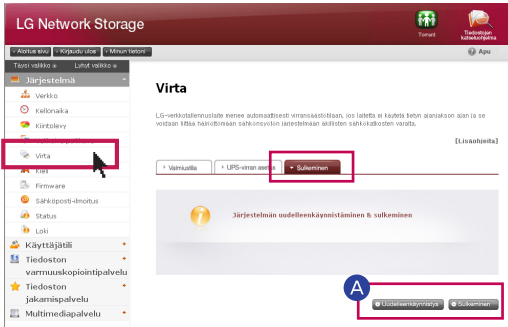 LG Network Storage
Torrent
Tiedostojen
katseluohjelma
Aloitus sivu
Kirjaudu ulos
Minun tietoni
Apu
Täysi valikko
Lyhyt valikko
Järjestelmä
Verkko
Kellonaika
Kiintolevy
Virta
Kieli
Firmware
Sähköposti-ilmoitus
Status
Loki
Käyttäjätili
Tiedoston
varmuuskopiointipalvelu
Tiedoston
jakamispalvelu
Multimediapalvelu
Virta
LG-verkkotallennuslaite menee automaattisesti virransäästötilaan, jos laitetta ei käytetä tietyn ajanjakson ajan ja se
voidaan liittää häiriöttömään sähkönsyötön järjestelmään äkillisten sähkökatkosten varalta.
[Lisäohjeita]
Valmiustila
UPS-virran asetus
Sulkeminen
Järjestelmän uudelleenkäynnistäminen & sulkeminen
A
Uudelleenkäynnistys
Sulkeminen